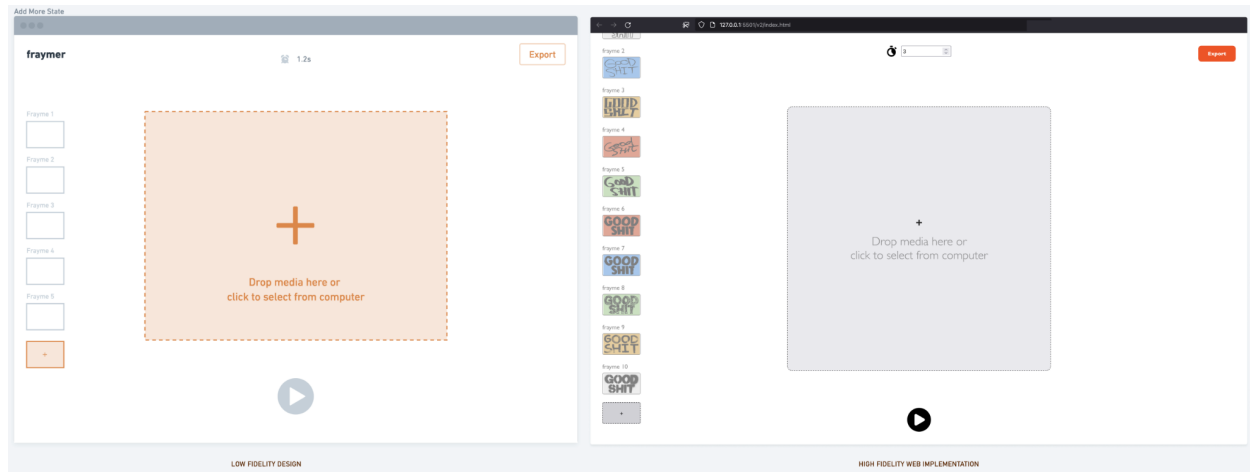 Add More State
fraymer
1.2s
Export
Frayme 1
Frayme 2
Frayme 3
Frayme 4
Frayme 5
+
Drop media here or
click to select from computer
LOW FIDELITY DESIGN
127.0.0.1:5501/v2/index.html
3
Export
frayme 2
GOOD
SHIT
frayme 3
GOOD
SHIT
frayme 4
Good
Shit
frayme 5
GOOD
SHIT
frayme 6
GOOD
SHIT
frayme 7
GOOD
SHIT
frayme 8
GOOD
SHIT
frayme 9
GOOD
SHIT
frayme 10
GOOD
SHIT
+
+
Drop media here or
click to select from computer
HIGH FIDELITY WEB IMPLEMENTATION